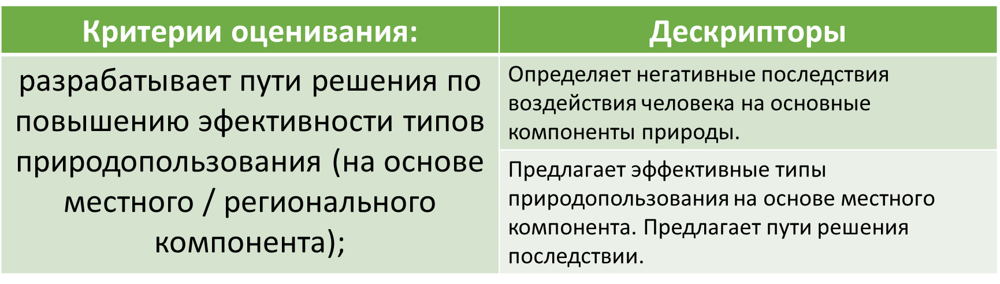 Критерии оценивания:
Дескрипторы
разрабатывает пути решения по
повышению эфективности типов
природопользования (на основе
местного / регионального
компонента);
Определяет негативные последствия
воздействия человека на основные
компоненты природы.
Предлагает эффективные типы
природопользования на основе местного
компонента. Предлагает пути решения
последствии.